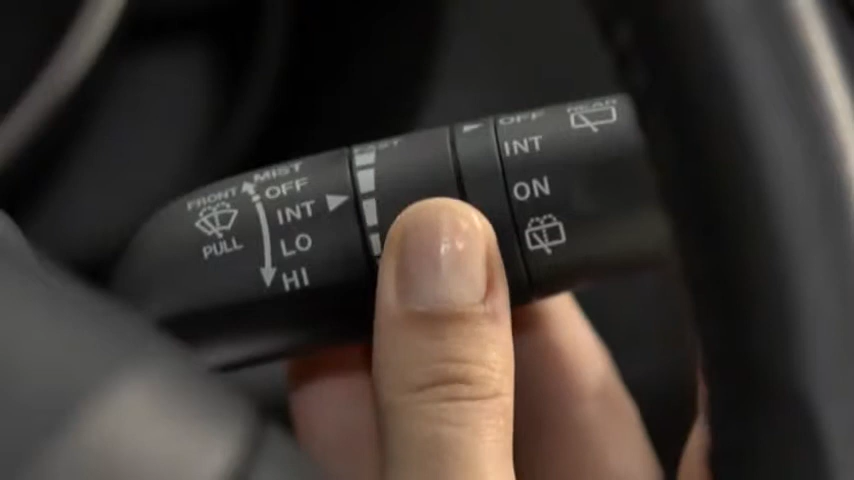 FRONT
PULL
MIST
OFF
INT
LO
HI
OFF
INT
ON
REAR